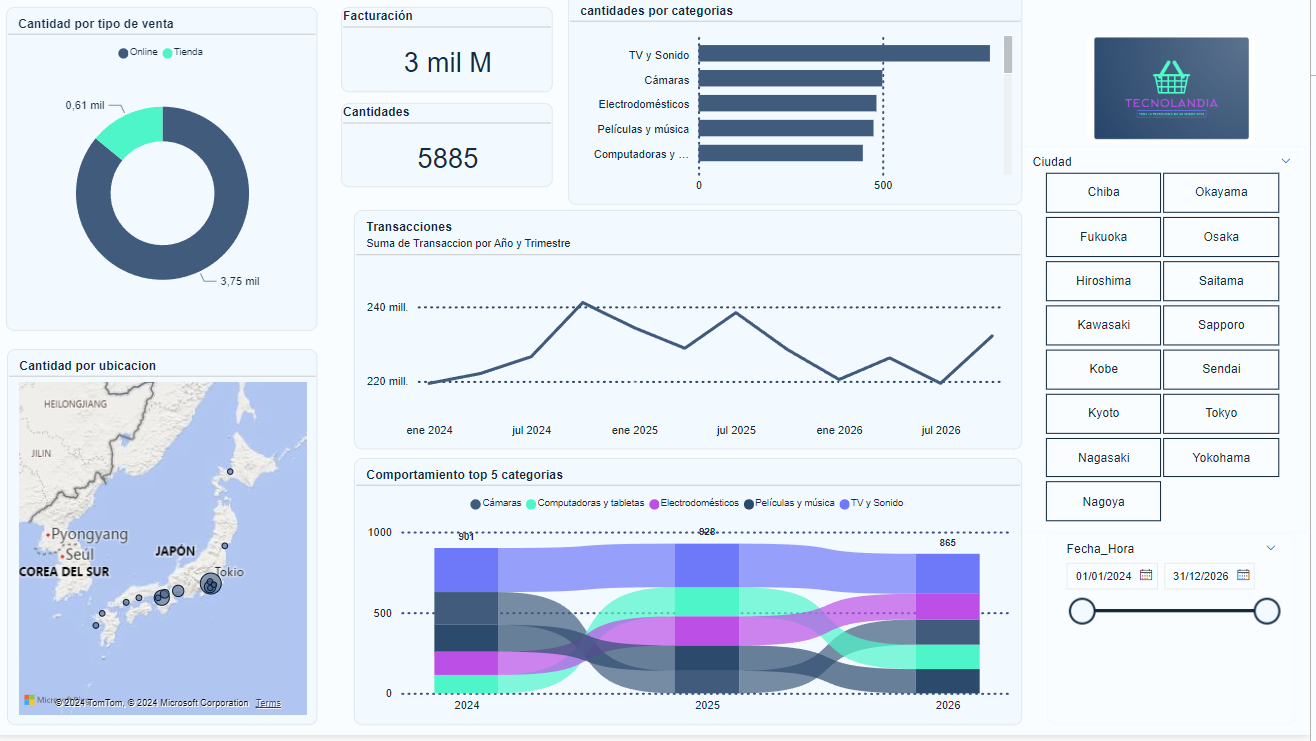 Cantidad por tipo de venta
Online Tienda
0,61 mil
3,75 mil
Facturación
3 mil M
Cantidades
5885
cantidades por categorias
TV y Sonido
Cámaras
Electrodomésticos
Películas y música
Computadoras y ...
0 500
TECNOLANDIA
Ciudad
Chiba Okayama
Fukuoka Osaka
Hiroshima Saitama
Kawasaki Sapporo
Kobe Sendai
Kyoto Tokyo
Nagasaki Yokohama
Nagoya
Transacciones
Suma de Transaccion por Año y Trimestre
240 mill.
220 mill.
ene 2024 jul 2024 ene 2025 jul 2025 ene 2026 jul 2026
Cantidad por ubicacion
HEILONGJIANG
JILIN
Pyongyang
Seúl
JAPÓN
COREA DEL SUR
Tokio
© 2024 TomTom, © 2024 Microsoft Corporation Terms
Comportamiento top 5 categorias
Cámaras Computadoras y tabletas Electrodomésticos Películas y música TV y Sonido
1000
901 928 865
500
0
2024 2025 2026
Fecha_Hora
01/01/2024 31/12/2026